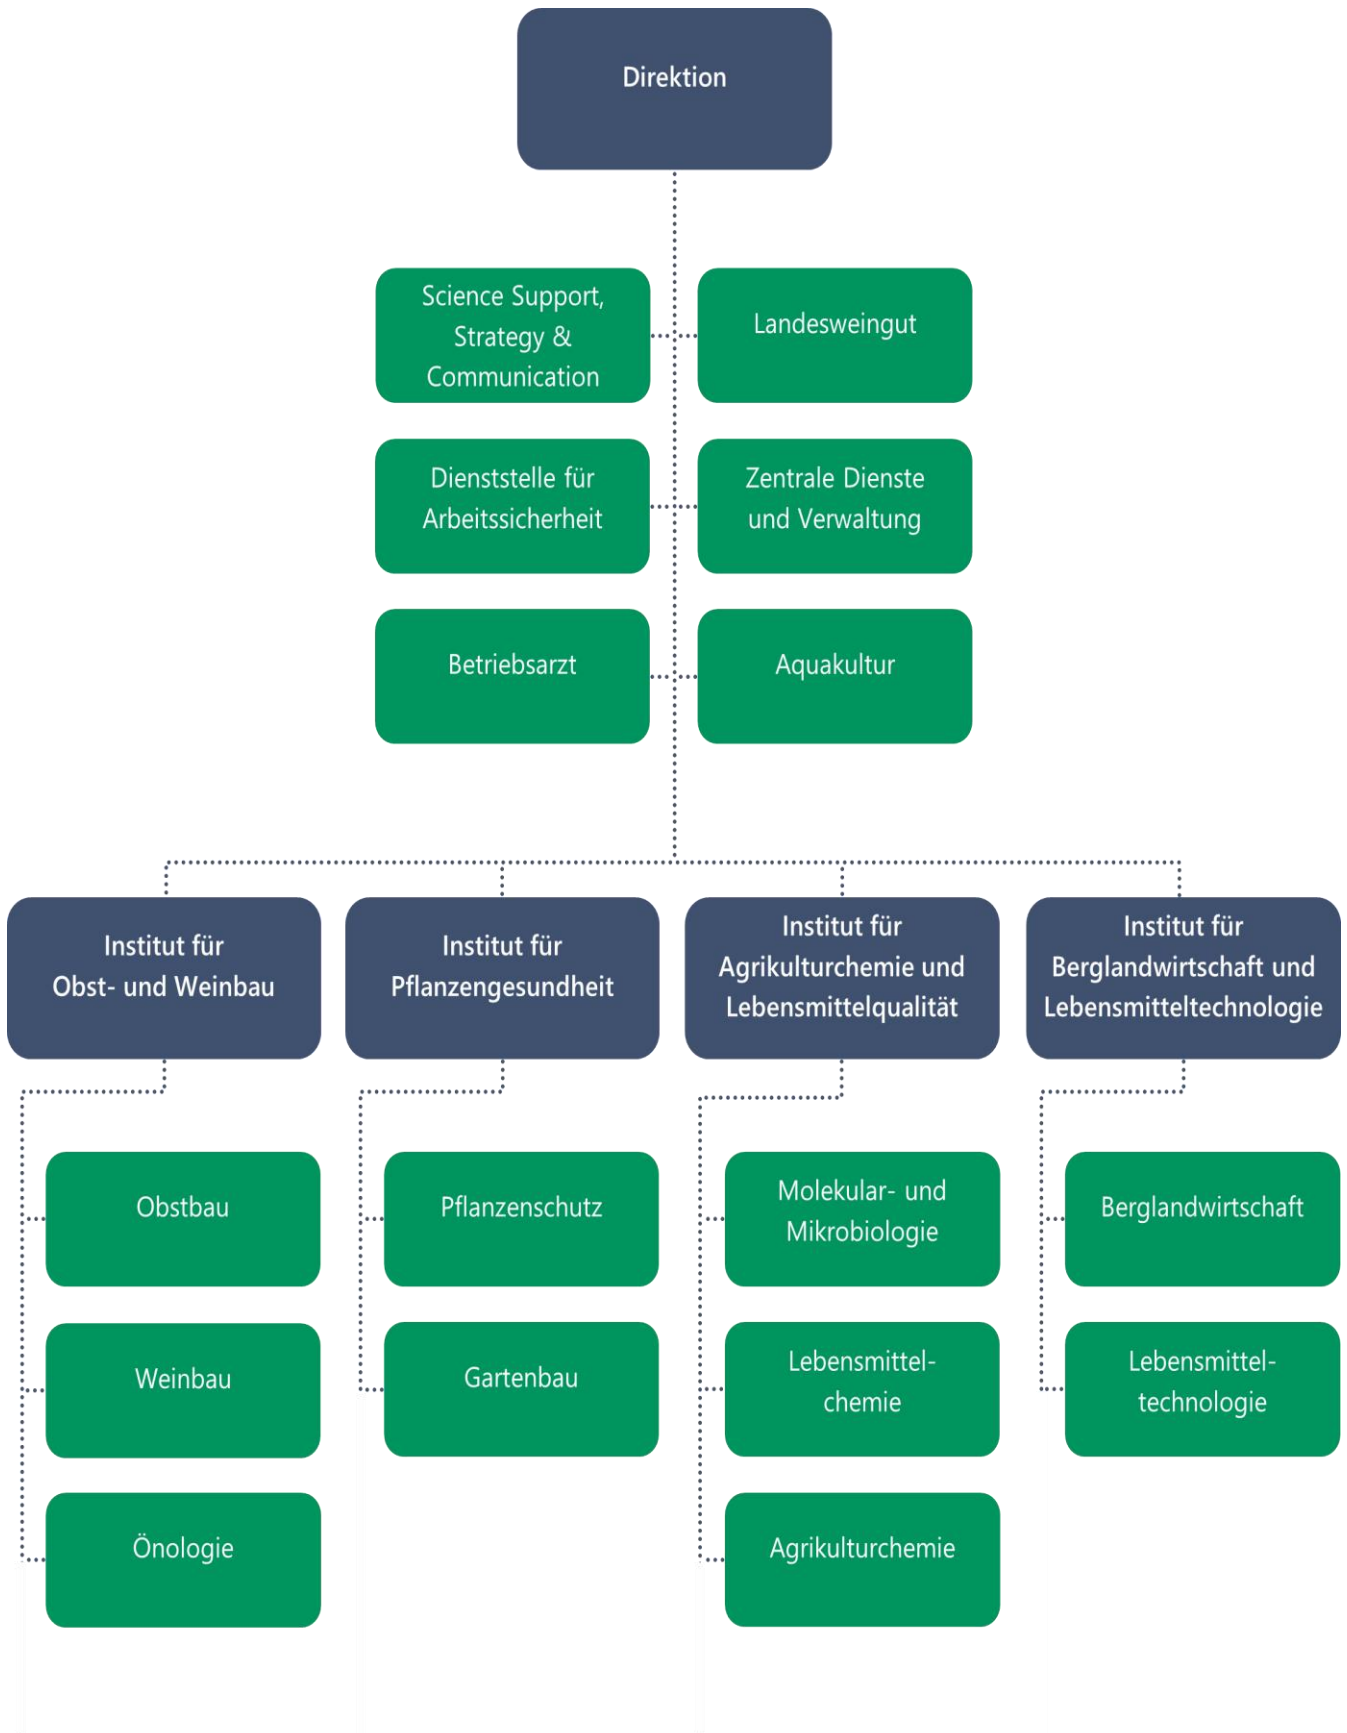 Direktion
Science Support,
Strategy &
Communication
Landesweingut
Dienststelle für
Arbeitssicherheit
Zentrale Dienste
und Verwaltung
Betriebsarzt
Aquakultur
Institut für
Obst- und Weinbau
Institut für
Pflanzengesundheit
Institut für
Agrikulturchemie und
Lebensmittelqualität
Institut für
Berglandwirtschaft und
Lebensmitteltechnologie
Obstbau
Weinbau
Önologie
Pflanzenschutz
Gartenbau
Molekular- und
Mikrobiologie
Lebensmittel-
chemie
Agrikulturchemie
Berglandwirtschaft
Lebensmittel-
technologie